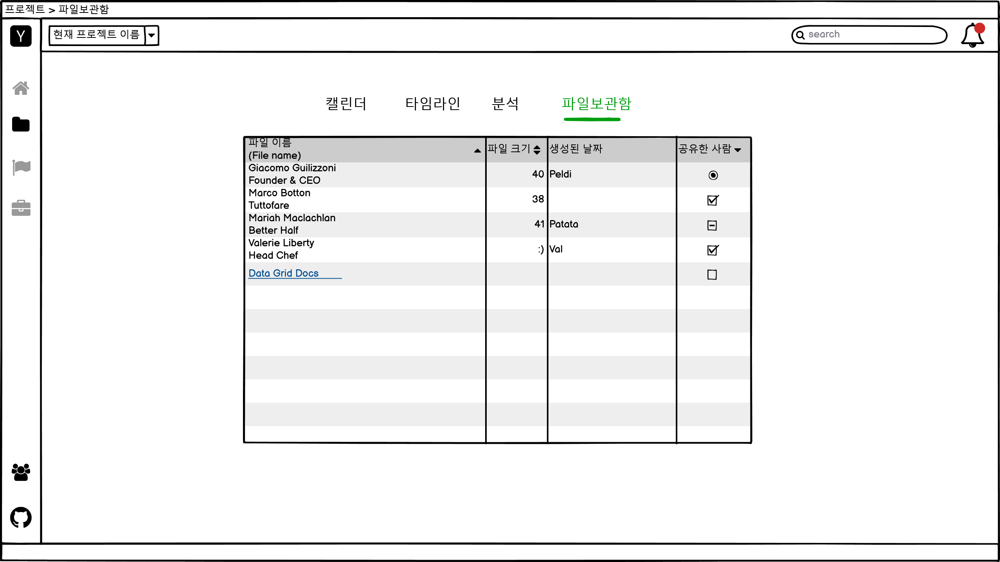 프로젝트 > 파일보관함
Y
현재 프로젝트 이름
search
캘린더 타임라인 분석 파일보관함
파일 이름
(File name)
파일 크기
생성된 날짜
공유한 사람
Giacomo Guilizzoni
Founder & CEO
40
Peldi
Marco Botton
Tuttofare
38
Mariah Maclachlan
Better Half
41
Patata
Valerie Liberty
Head Chef
:)
Val
Data Grid Docs